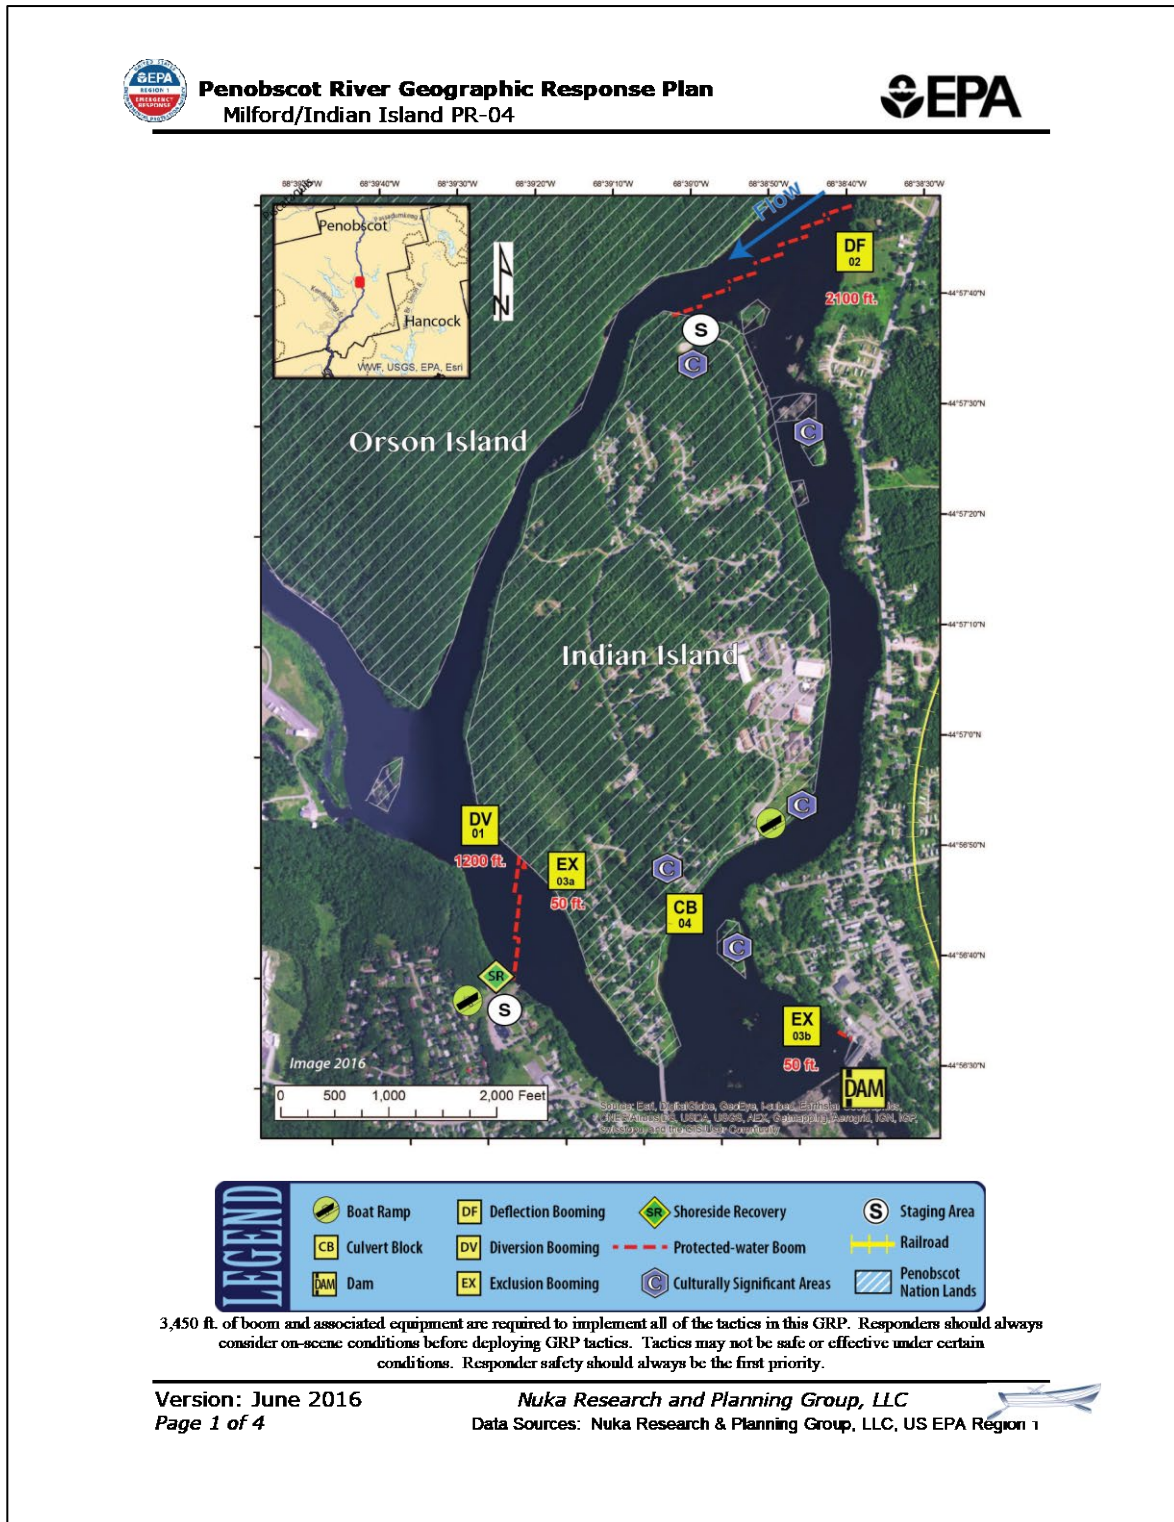 EPA
REGION 1
EMERGENCY
RESPONSE
Penobscot River Geographic Response Plan
Milford/Indian Island PR-04
EPA
68°39'40"W
68°39'30"W
68°39'20"W
68°39'10"W
68°39'0"W
68°38'50"W
68°38'40"W
68°38'30"W
Flow
Penobscot
Hancock
WWF, USGS, EPA, Esri
N
DF
02
2100 ft.
44°57'40"N
S
C
44°57'30"N
C
Orson Island
44°57'20"N
44°57'10"N
Indian Island
44°57'0"N
C
DV
01
1200 ft.
44°56'50"N
EX
03a
50 ft.
C
CB
04
C
44°56'40"N
SR
S
EX
03b
50 ft.
44°56'30"N
DAM
Image 2016
0 500 1,000 2,000 Feet
LEGEND
Boat Ramp
DF Deflection Booming
SR Shoreside Recovery
S Staging Area
CB Culvert Block
DV Diversion Booming
Protected-water Boom
Railroad
DAM Dam
EX Exclusion Booming
C Culturally Significant Areas
Penobscot
Nation Lands
3,450 ft. of boom and associated equipment are required to implement all of the tactics in this GRP. Responders should always
consider on-scene conditions before deploying GRP tactics. Tactics may not be safe or effective under certain
conditions. Responder safety should always be the first priority.
Version: June 2016
Nuka Research and Planning Group, LLC
Page 1 of 4
Data Sources: Nuka Research & Planning Group, LLC, US EPA Region 1